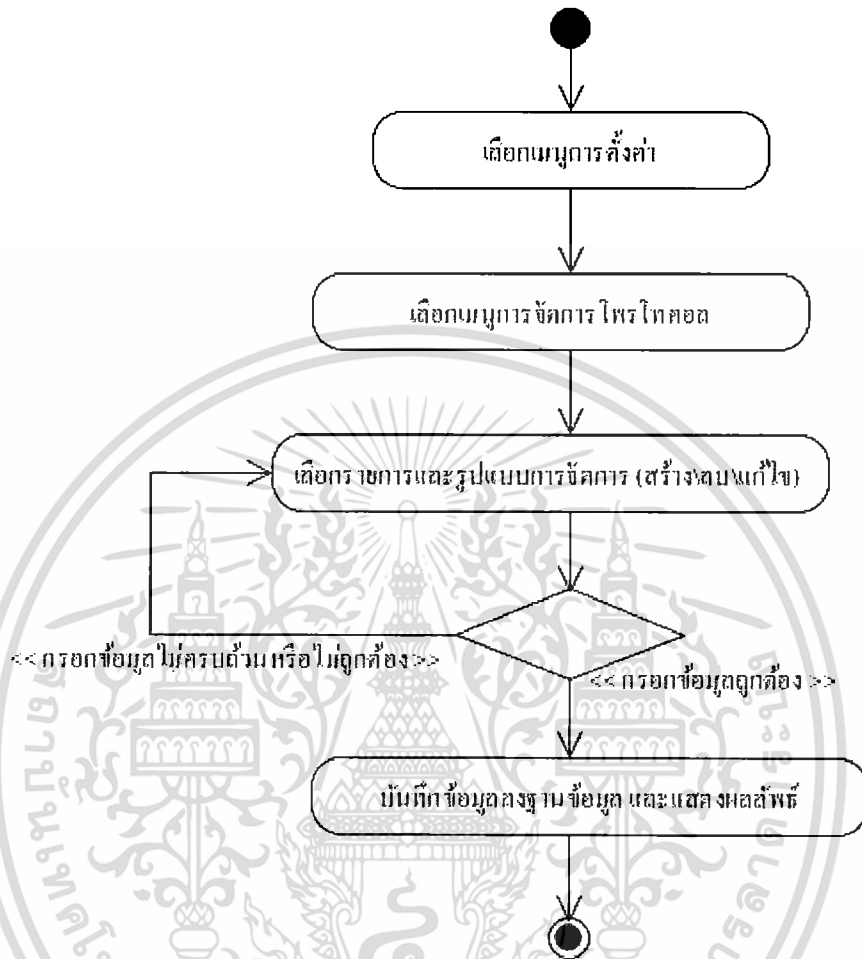 เลือกเมนูการตั้งค่า
เลือกเมนูการจัดการโพรโทคอล
เลือกรายการและรูปแบบการจัดการ (สร้าง\ลบ\แก้ไข)
<< กรอกข้อมูลไม่ครบถ้วน หรือไม่ถูกต้อง >>
<< กรอกข้อมูลถูกต้อง >>
บันทึกข้อมูลลงฐานข้อมูล และแสดงผลลัพธ์